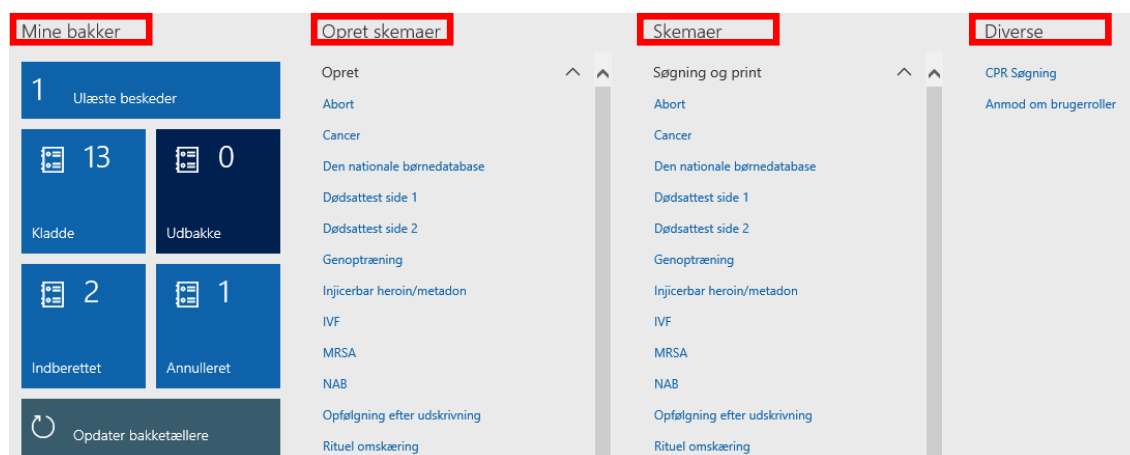 Mine bakker
1 Ulæste beskeder
13
Kladde
0
Udbakke
2
Indberettet
1
Annulleret
Opdater bakketællere
Opret skemaer
Opret
Abort
Cancer
Den nationale børnedatabase
Dødsattest side 1
Dødsattest side 2
Genoptræning
Injicerbar heroin/metadon
IVF
MRSA
NAB
Opfølgning efter udskrivning
Rituel omskæring
Skemaer
Søgning og print
Abort
Cancer
Den nationale børnedatabase
Dødsattest side 1
Dødsattest side 2
Genoptræning
Injicerbar heroin/metadon
IVF
MRSA
NAB
Opfølgning efter udskrivning
Rituel omskæring
Diverse
CPR Søgning
Anmod om brugerroller